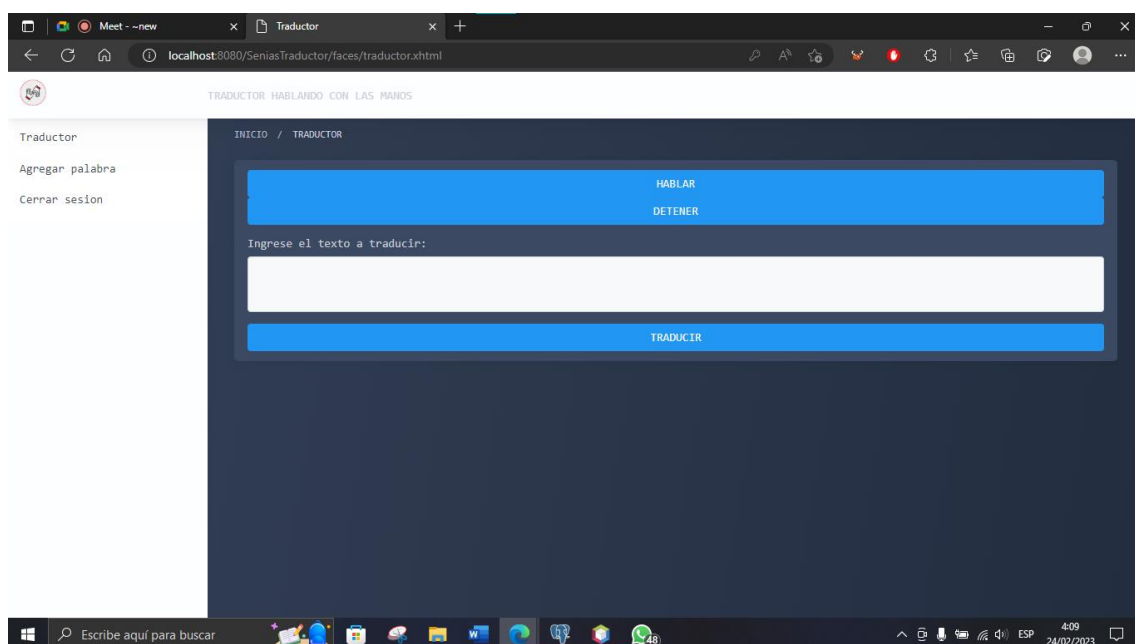 Meet - ~new
Traductor
localhost:8080/SeniasTraductor/faces/traductor.xhtml
TRADUCTOR HABLANDO CON LAS MANOS
Traductor
Agregar palabra
Cerrar sesion
INICIO / TRADUCTOR
HABLAR
DETENER
Ingrese el texto a traducir:
TRADUCIR
Escribe aquí para buscar
48
ESP
4:09
24/02/2023